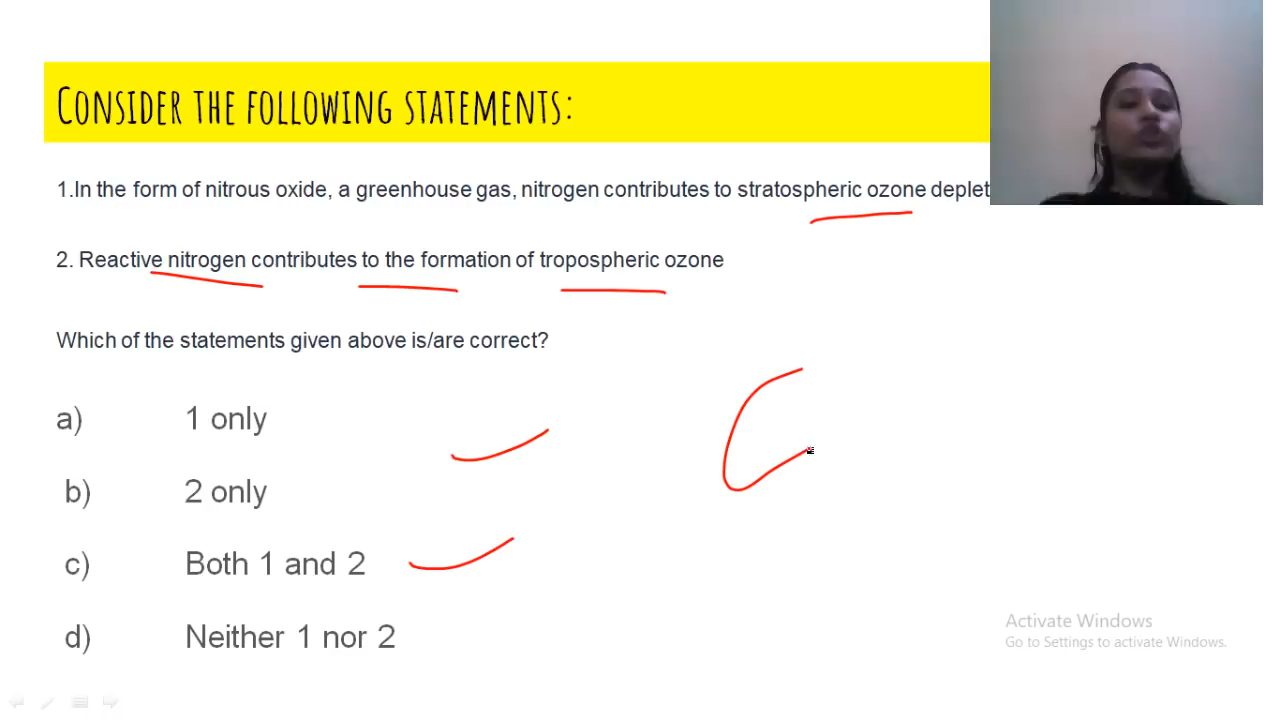 CONSIDER THE FOLLOWING STATEMENTS:
1.In the form of nitrous oxide, a greenhouse gas, nitrogen contributes to stratospheric ozone
2. Reactive nitrogen contributes to the formation of tropospheric ozone
Which of the statements given above is/are correct?
a) 1 only
b) 2 only
c) Both 1 and 2
d) Neither 1 nor 2
Activate Windows
Go to Settings to activate Windows.